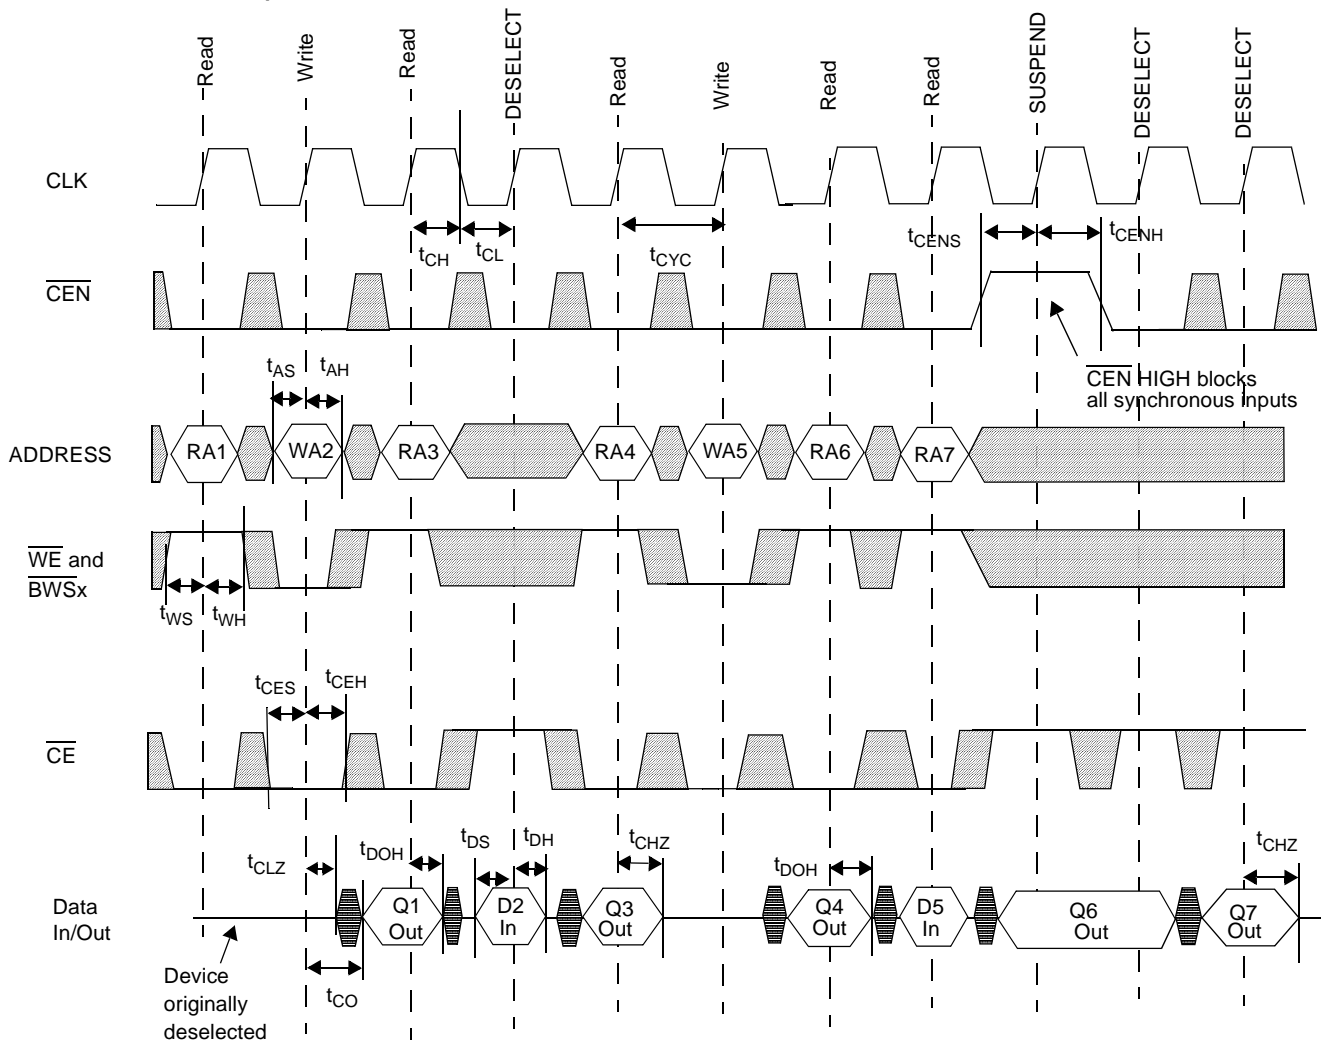 Read
Write
Read
DESELECT
Read
Write
Read
Read
SUSPEND
DESELECT
DESELECT
CLK
tCH
tCL
tCYC
tCENS
tCENH
CEN
CEN HIGH blocks
all synchronous inputs
tAS
tAH
ADDRESS
RA1
WA2
RA3
RA4
WA5
RA6
RA7
WE and
BWSx
tWS
tWH
tCES
tCEH
CE
tCLZ
tDOH
tDS
tDH
tCHZ
tDOH
tCHZ
Data
In/Out
Q1
Out
D2
In
Q3
Out
Q4
Out
D5
In
Q6
Out
Q7
Out
tCO
Device
originally
deselected